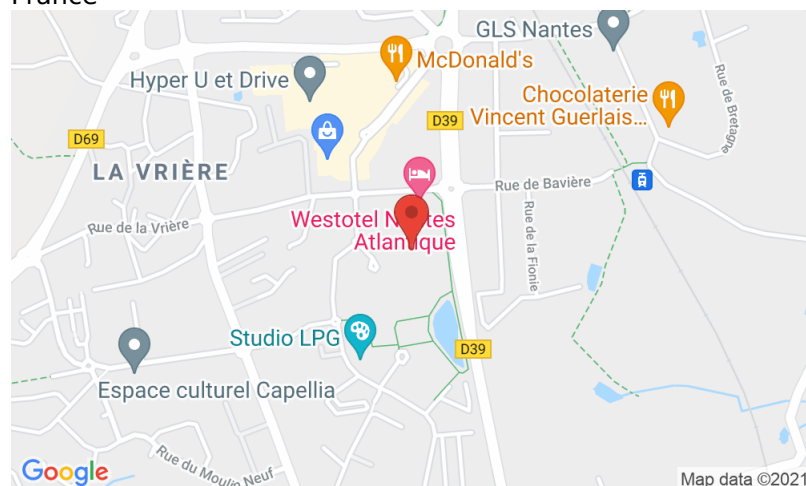 France
GLS Nantes
McDonald's
Hyper U et Drive
Chocolaterie
Vincent Guerlais...
Rue de Bretagne
D39
D69
LA VRIÈRE
Rue de Bavière
Rue de la Vrière
Westotel Nantes
Atlantique
Rue de la Fionie
Studio LPG
D39
Espace culturel Capellia
Rue du Moulin Neuf
Google
Map data ©2021